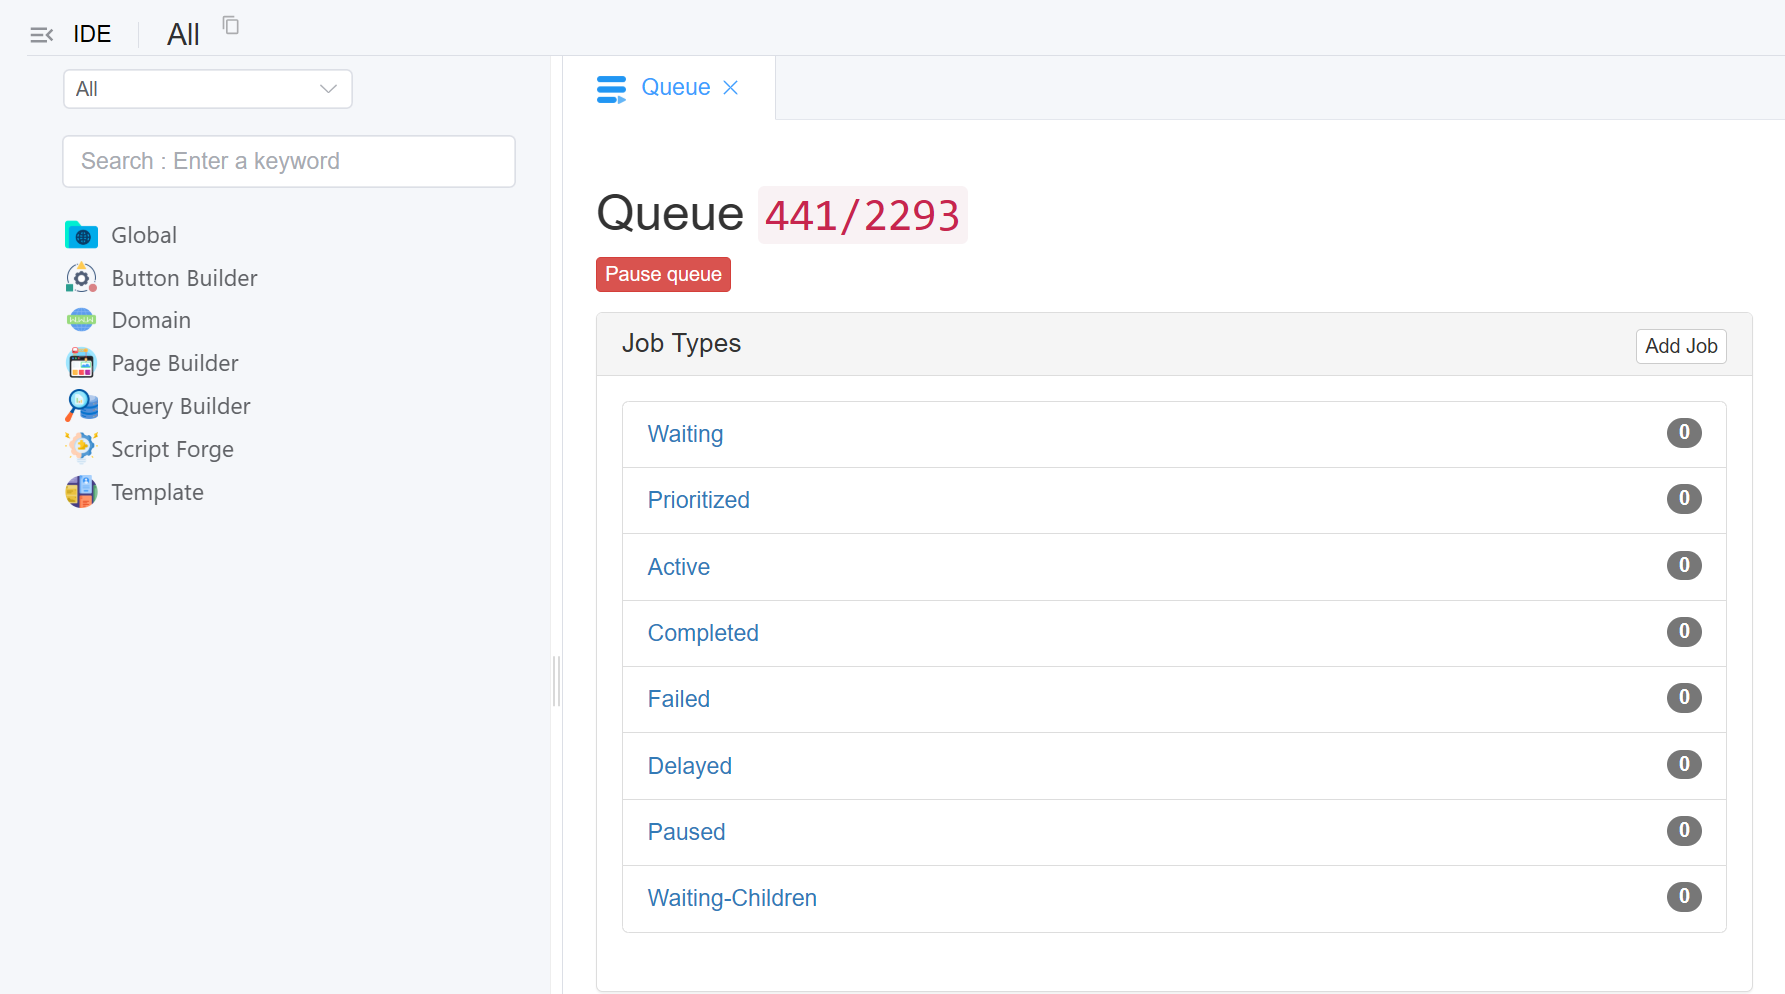 IDE
All
All
Search : Enter a keyword
Global
Button Builder
Domain
Page Builder
Query Builder
Script Forge
Template
Queue
Queue 441/2293
Pause queue
Job Types
Add Job
Waiting 0
Prioritized 0
Active 0
Completed 0
Failed 0
Delayed 0
Paused 0
Waiting-Children 0